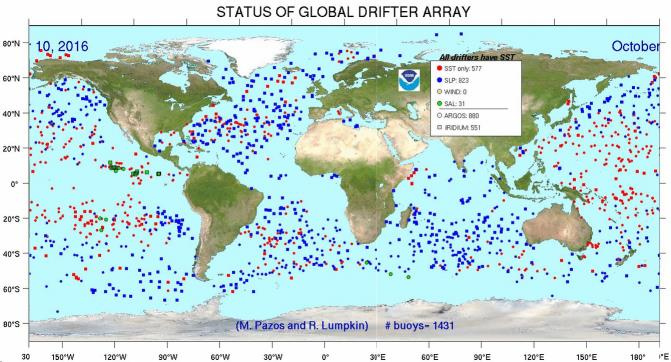 STATUS OF GLOBAL DRIFTER ARRAY
10, 2016
October
All drifters have SST
SST only: 577
SLP: 823
WIND: 0
SAL: 31
ARGOS: 880
IRIDIUM: 551
80°N
60°N
40°N
20°N
0°
20°S
40°S
60°S
80°S
(M. Pazos and R. Lumpkin) # buoys= 1431
30 150°W 120°W 90°W 60°W 30°W 0° 30°E 60°E 90°E 120°E 150°E 180° °E